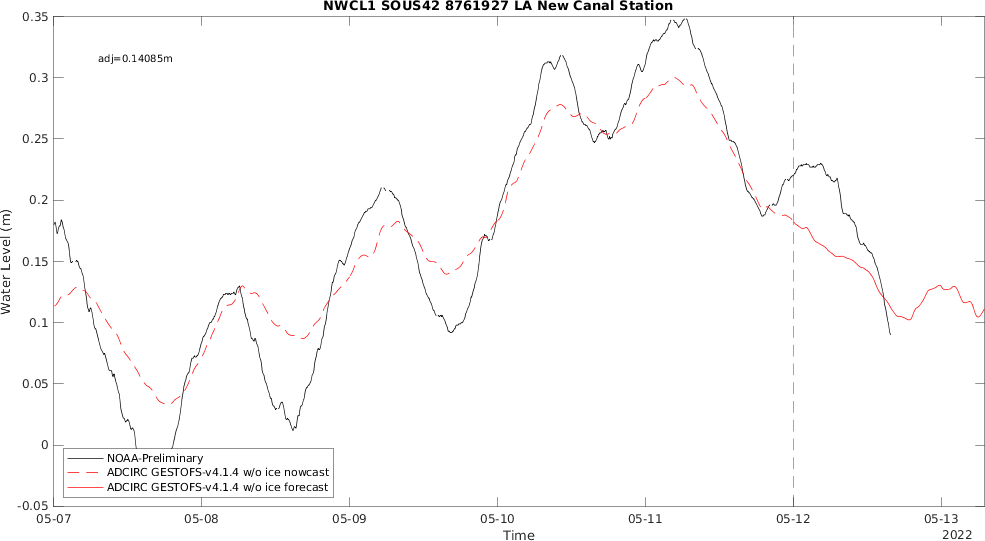 NWCL1 SOUS42 8761927 LA New Canal Station
adj=0.14085m
0.35
0.3
0.25
0.2
0.15
0.1
0.05
0
-0.05
Water Level (m)
NOAA-Preliminary
ADCIRC GESTOFS-v4.1.4 w/o ice nowcast
ADCIRC GESTOFS-v4.1.4 w/o ice forecast
05-07 05-08 05-09 05-10 05-11 05-12 05-13
Time
2022